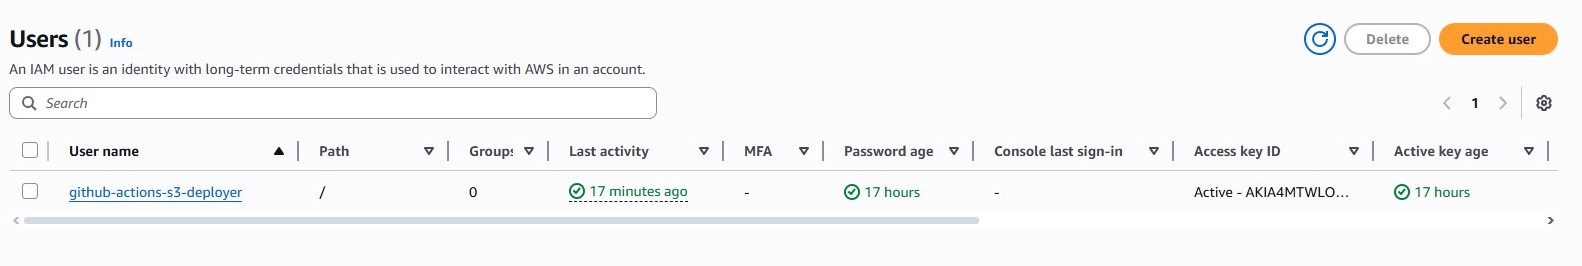 Users (1) Info
Delete
Create user
An IAM user is an identity with long-term credentials that is used to interact with AWS in an account.
Search
1
User name Path Groups Last activity MFA Password age Console last sign-in Access key ID Active key age
github-actions-s3-deployer / 0 17 minutes ago - 17 hours - Active - AKIA4MTWLO... 17 hours